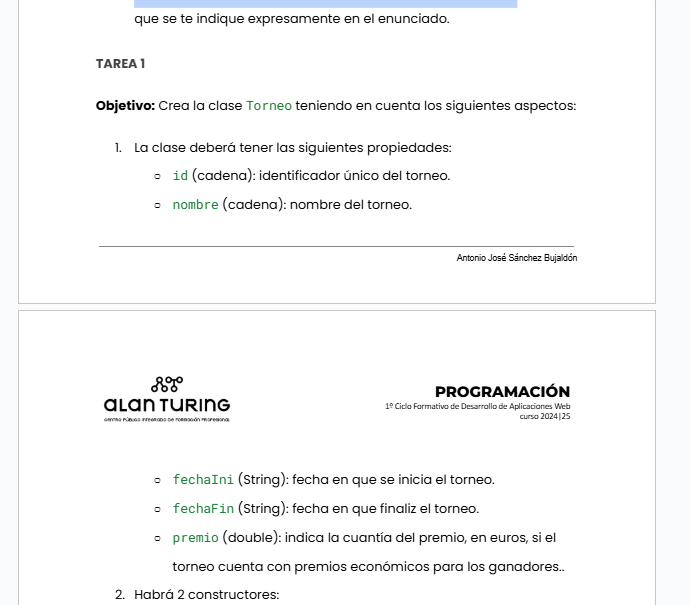 que se te indique expresamente en el enunciado.
TAREA 1
Objetivo: Crea la clase Torneo teniendo en cuenta los siguientes aspectos:
1. La clase deberá tener las siguientes propiedades:
○ id (cadena): identificador único del torneo.
○ nombre (cadena): nombre del torneo.
Antonio José Sánchez Bujaldón
alan turing
centro público integrado de formación profesional
PROGRAMACIÓN
1º Ciclo Formativo de Desarrollo de Aplicaciones Web
curso 2024|25
○ fechaIni (String): fecha en que se inicia el torneo.
○ fechaFin (String): fecha en que finaliz el torneo.
○ premio (double): indica la cuantía del premio, en euros, si el
torneo cuenta con premios económicos para los ganadores..
2. Habrá 2 constructores: